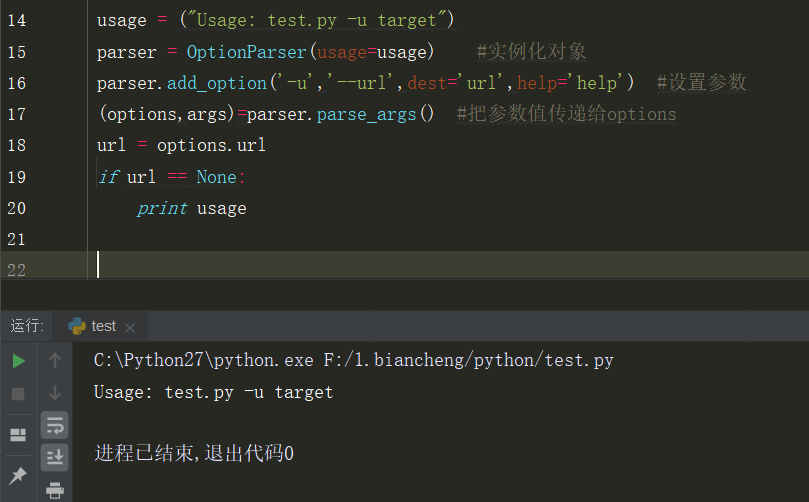 14 usage = ("Usage: test.py -u target")
15 parser = OptionParser(usage=usage) #实例化对象
16 parser.add_option('-u','--url',dest='url',help='help') #设置参数
17 (options,args)=parser.parse_args() #把参数值传递给options
18 url = options.url
19 if url == None:
20 print usage
21
22
运行: test ×
C:\Python27\python.exe F:/1.biancheng/python/test.py
Usage: test.py -u target
进程已结束,退出代码0